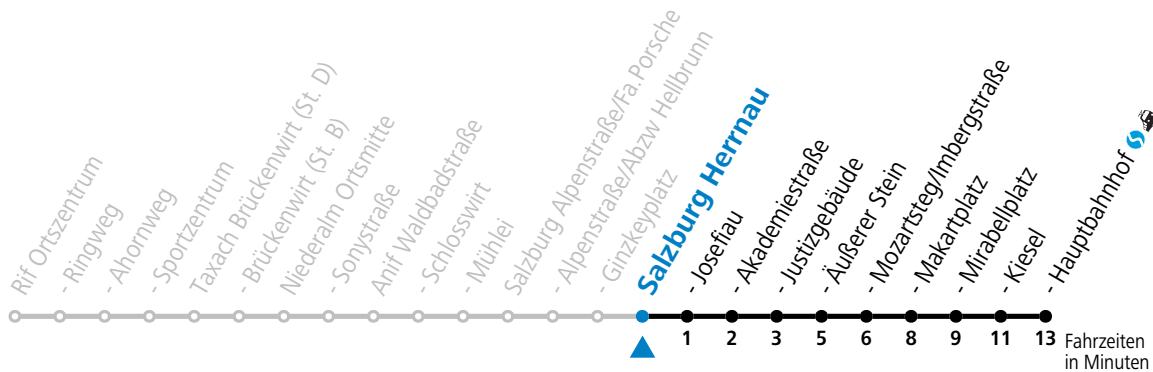 Rif Ortszentrum
- Ringweg
- Ahornweg
- Sportzentrum
Taxach Brückenwirt (St. D)
- Brückenwirt (St. B)
Niederalm Ortsmitte
- Sonystraße
Anif Waldbadstraße
- Schlosswirt
- Mühlei
Salzburg Alpenstraße/Fa. Porsche
- Alpenstraße/Abzw Hellbrunn
- Ginzkeyplatz
Salzburg Herrnau
- Josefiau
- Akademiestraße
- Justizgebäude
- Äußerer Stein
- Mozartsteg/Imbergstraße
- Makartplatz
- Mirabellplatz
- Kiesel
- Hauptbahnhof
1 2 3 5 6 8 9 11 13 Fahrzeiten
in Minuten